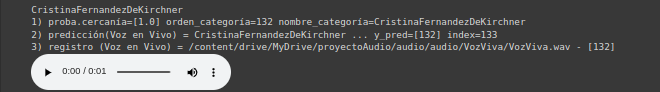 CristinaFernandezDeKirchner
1) proba.cercanía=[1.0] orden_categoría=132 nombre_categoría=CristinaFernandezDeKirchner
2) predicción(Voz en Vivo) = CristinaFernandezDeKirchner ... y_pred=[132] index=133
3) registro (Voz en Vivo) = /content/drive/MyDrive/proyectoAudio/audio/audio/VozViva/VozViva.wav - [132]
0:00 / 0:01